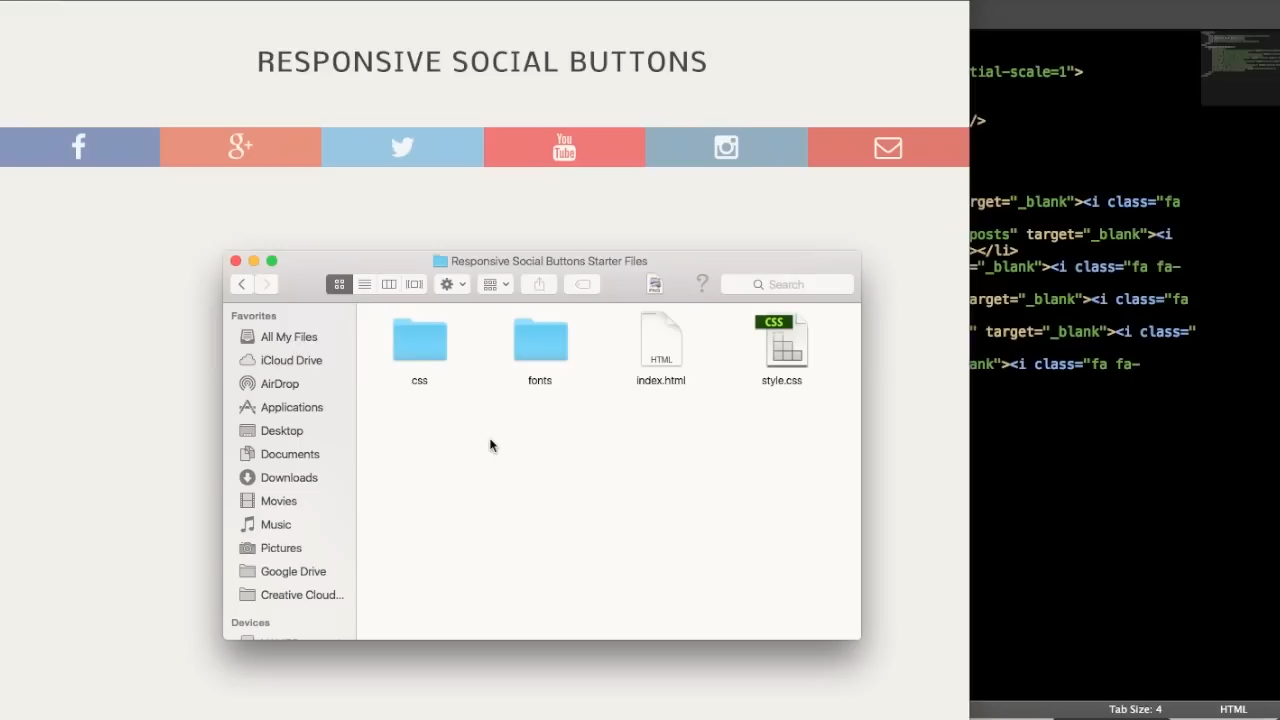 RESPONSIVE SOCIAL BUTTONS
You
Tube
Responsive Social Buttons Starter Files
Search
Favorites
All My Files
iCloud Drive
AirDrop
Applications
Desktop
Documents
Downloads
Movies
Music
Pictures
Google Drive
Creative Cloud...
Devices
css
fonts
HTML
index.html
CSS
style.css
tial-scale=1">
/>
rget="_blank"><i class="fa
posts" target="_blank"><i
></li>
="_blank"><i class="fa fa-
target="_blank"><i class="fa
" target="_blank"><i class="
ank"><i class="fa fa-
Tab Size: 4
HTML